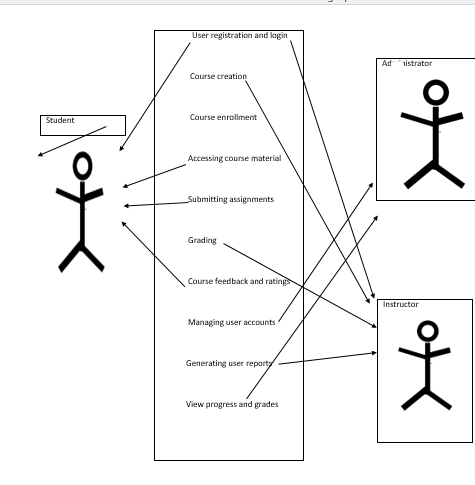 User registration and login
Course creation
Course enrollment
Accessing course material
Submitting assignments
Grading
Course feedback and ratings
Managing user accounts
Generating user reports
View progress and grades
Student
Instructor